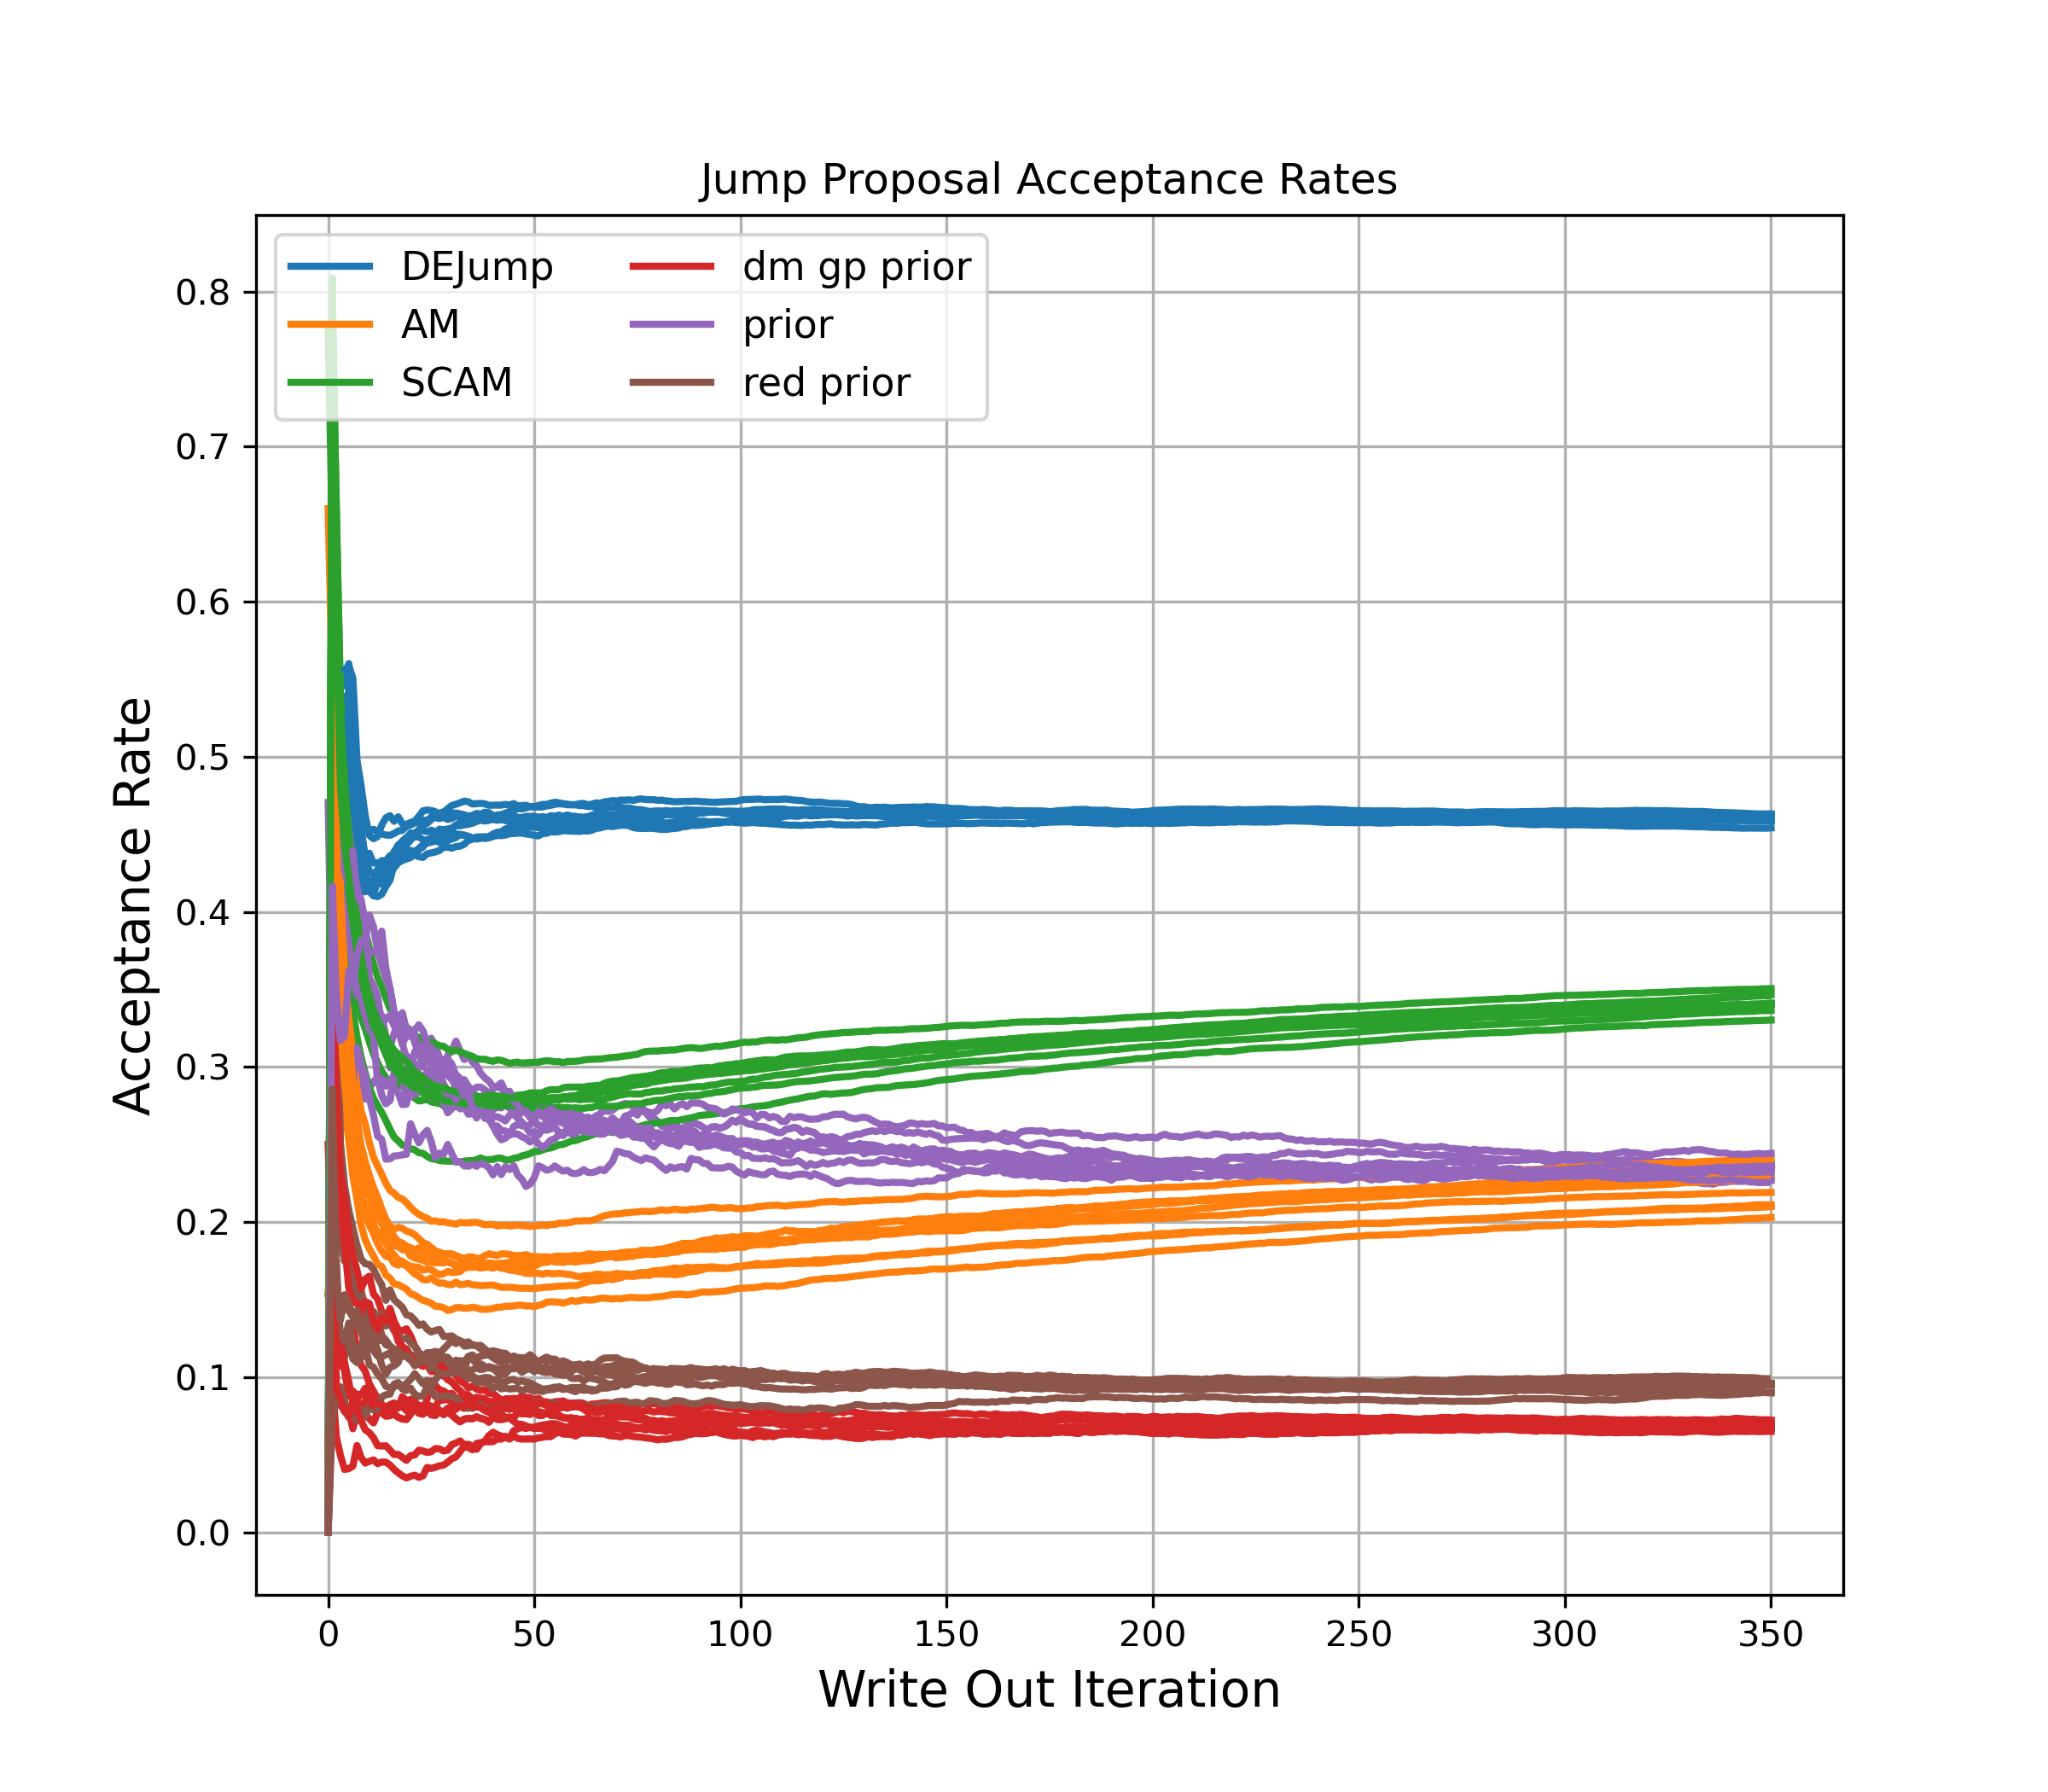 Jump Proposal Acceptance Rates
DEJump
AM
SCAM
dm gp prior
prior
red prior
0.8
0.7
0.6
0.5
0.4
0.3
0.2
0.1
0.0
Acceptance Rate
0 50 100 150 200 250 300 350
Write Out Iteration